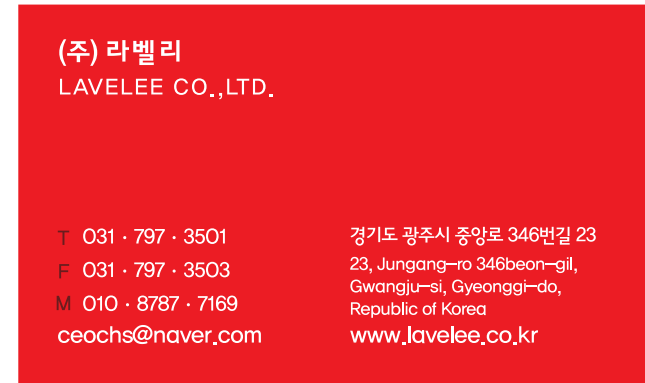 (주) 라벨리
LAVELEE CO.,LTD.
T 031 · 797 · 3501
F 031 · 797 · 3503
M 010 · 8787 · 7169
ceochs@naver.com
경기도 광주시 중앙로 346번길 23
23, Jungang-ro 346beon-gil,
Gwangju-si, Gyeonggi-do,
Republic of Korea
www.lavelee.co.kr